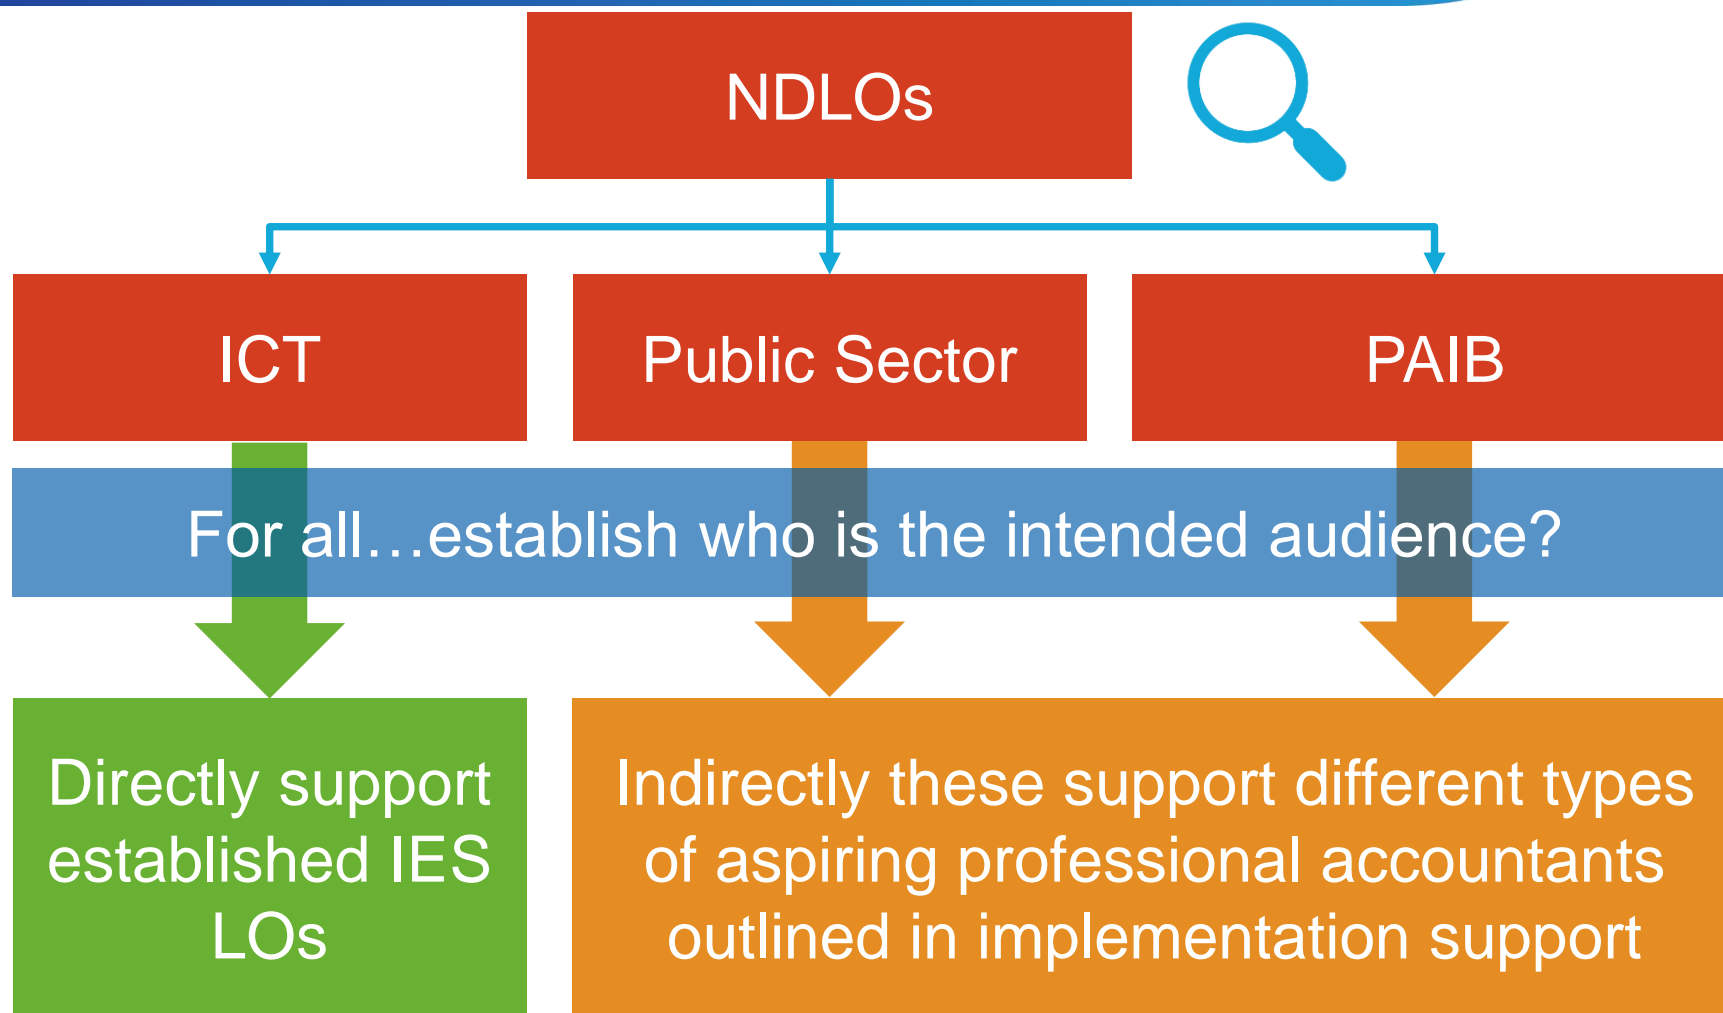 NDLOs
ICT
Public Sector
PAIB
For all…establish who is the intended audience?
Directly support
established IES
LOs
Indirectly these support different types
of aspiring professional accountants
outlined in implementation support